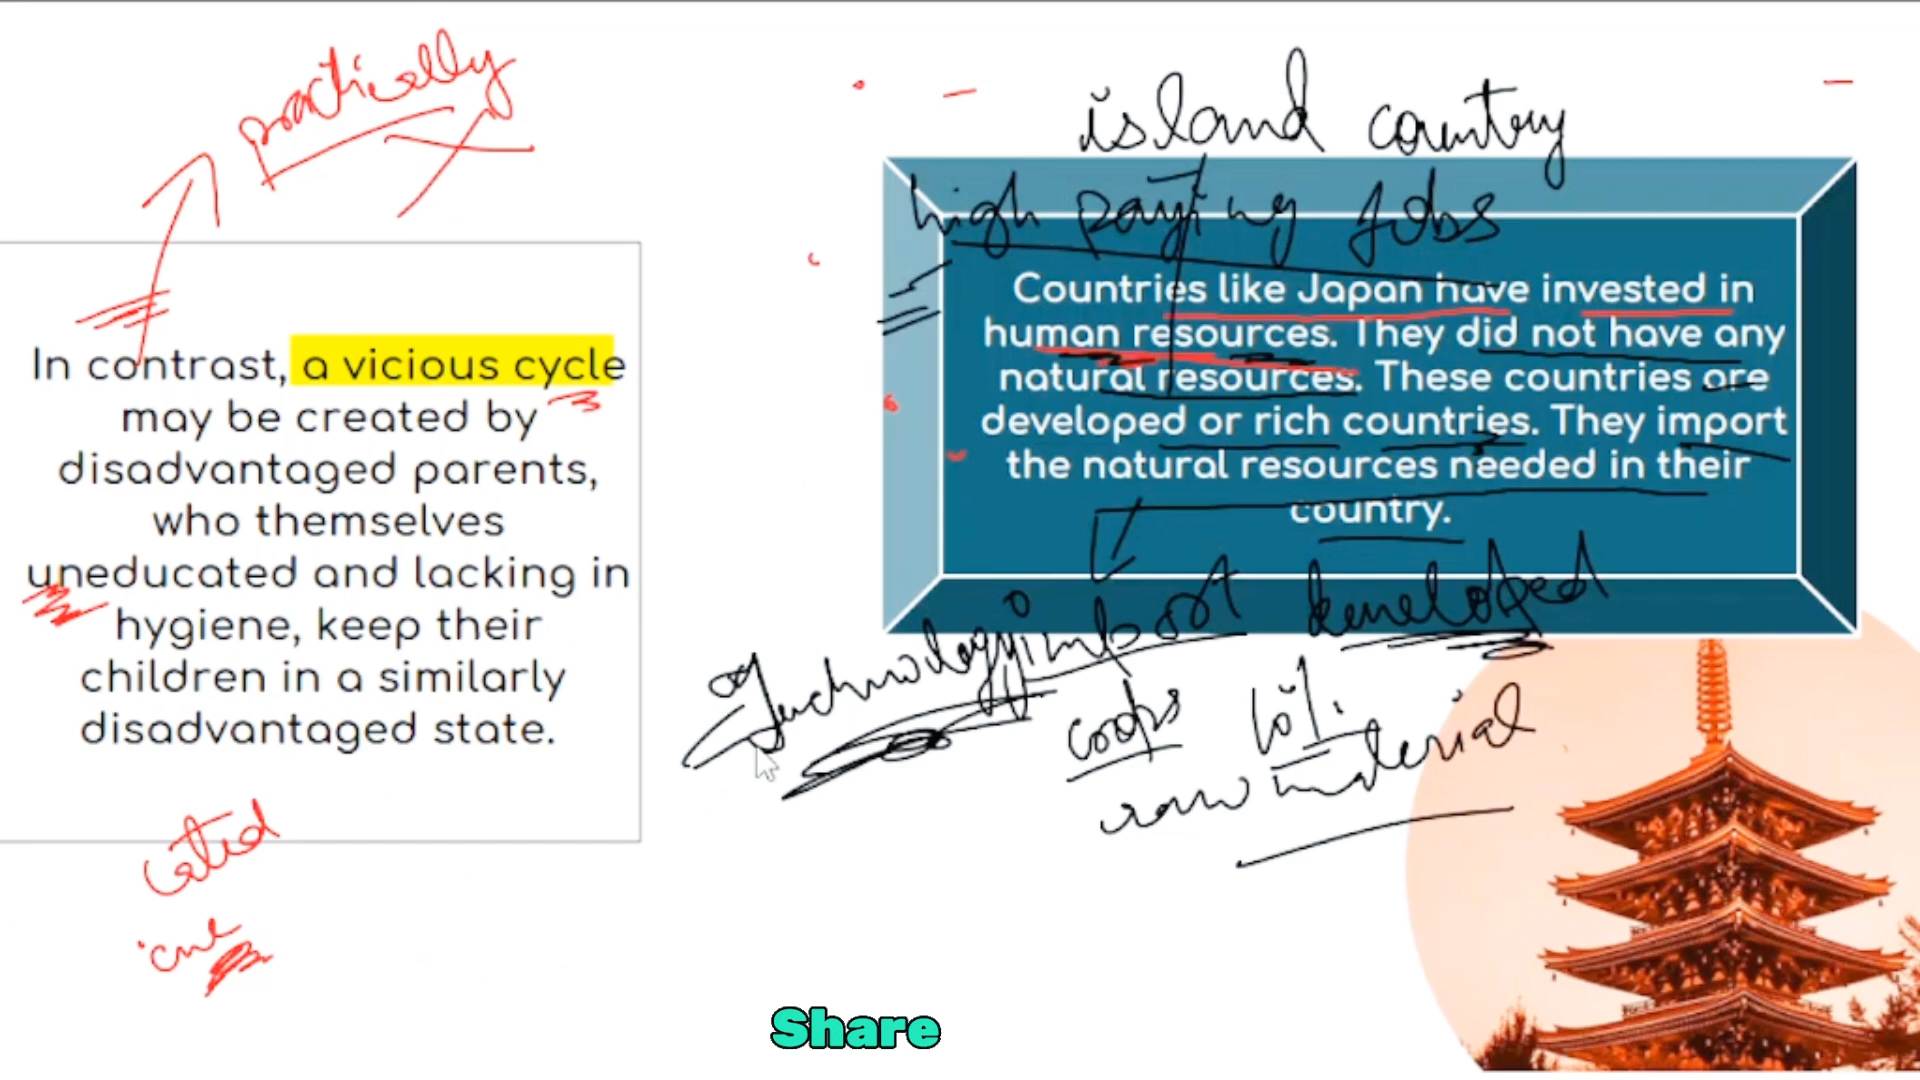 practically
In contrast, a vicious cycle
may be created by
disadvantaged parents,
who themselves
uneducated and lacking in
hygiene, keep their
children in a similarly
disadvantaged state.
island country
high paying Jobs
Countries like Japan have invested in
human resources. They did not have any
natural resources. These countries are
developed or rich countries. They import
the natural resources needed in their
country.
Technology import developed
raw material
Share